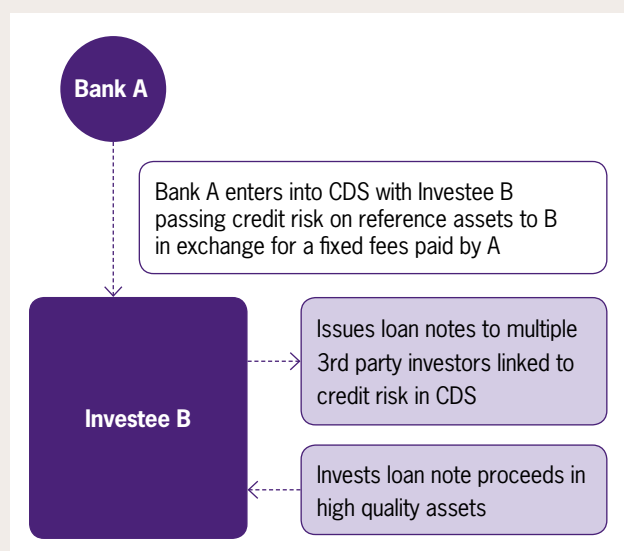 Bank A
Bank A enters into CDS with Investee B
passing credit risk on reference assets to B
in exchange for a fixed fees paid by A
Investee B
Issues loan notes to multiple
3rd party investors linked to
credit risk in CDS
Invests loan note proceeds in
high quality assets